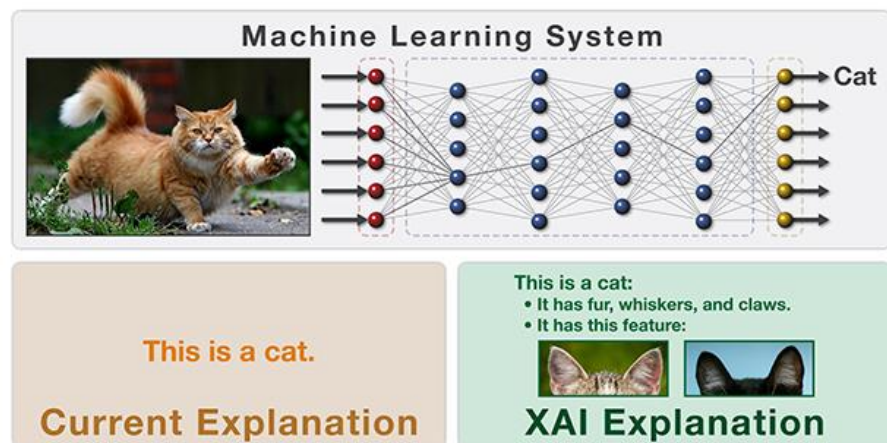 Machine Learning System
Cat
This is a cat.
Current Explanation
This is a cat:
• It has fur, whiskers, and claws.
• It has this feature:
XAI Explanation